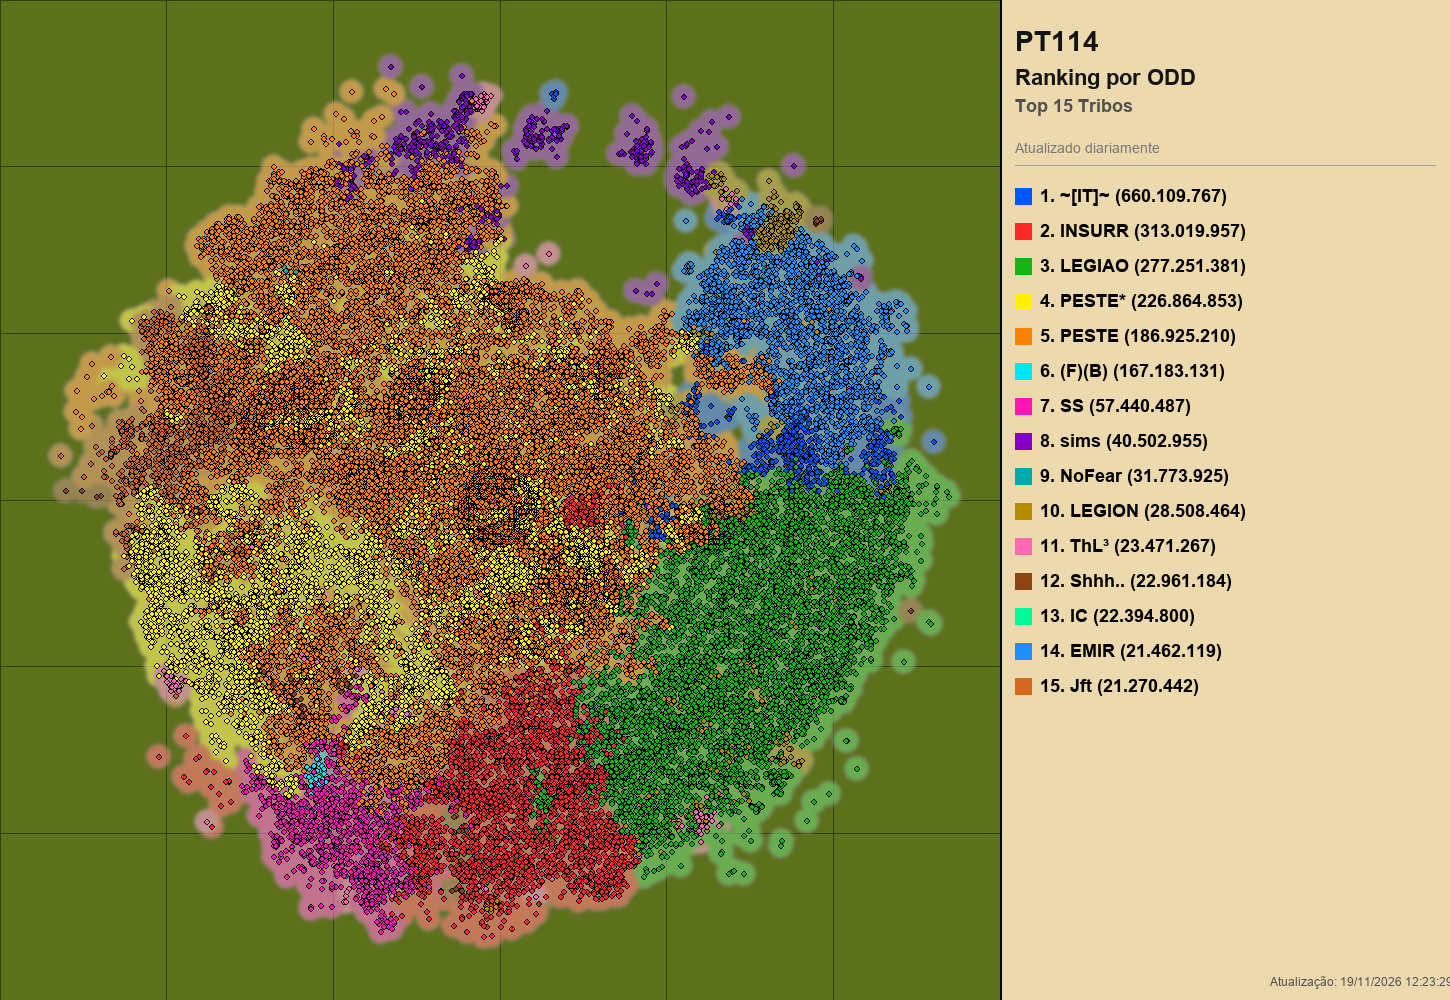 PT114
Ranking por ODD
Top 15 Tribos
Atualizado diariamente
1. ~[IT]~ (660.109.767)
2. INSURR (313.019.957)
3. LEGIAO (277.251.381)
4. PESTE* (226.864.853)
5. PESTE (186.925.210)
6. (F)(B) (167.183.131)
7. SS (57.440.487)
8. sims (40.502.955)
9. NoFear (31.773.925)
10. LEGION (28.508.464)
11. ThL³ (23.471.267)
12. Shhh.. (22.961.184)
13. IC (22.394.800)
14. EMIR (21.462.119)
15. Jft (21.270.442)
Atualização: 19/11/2026 12:23:29